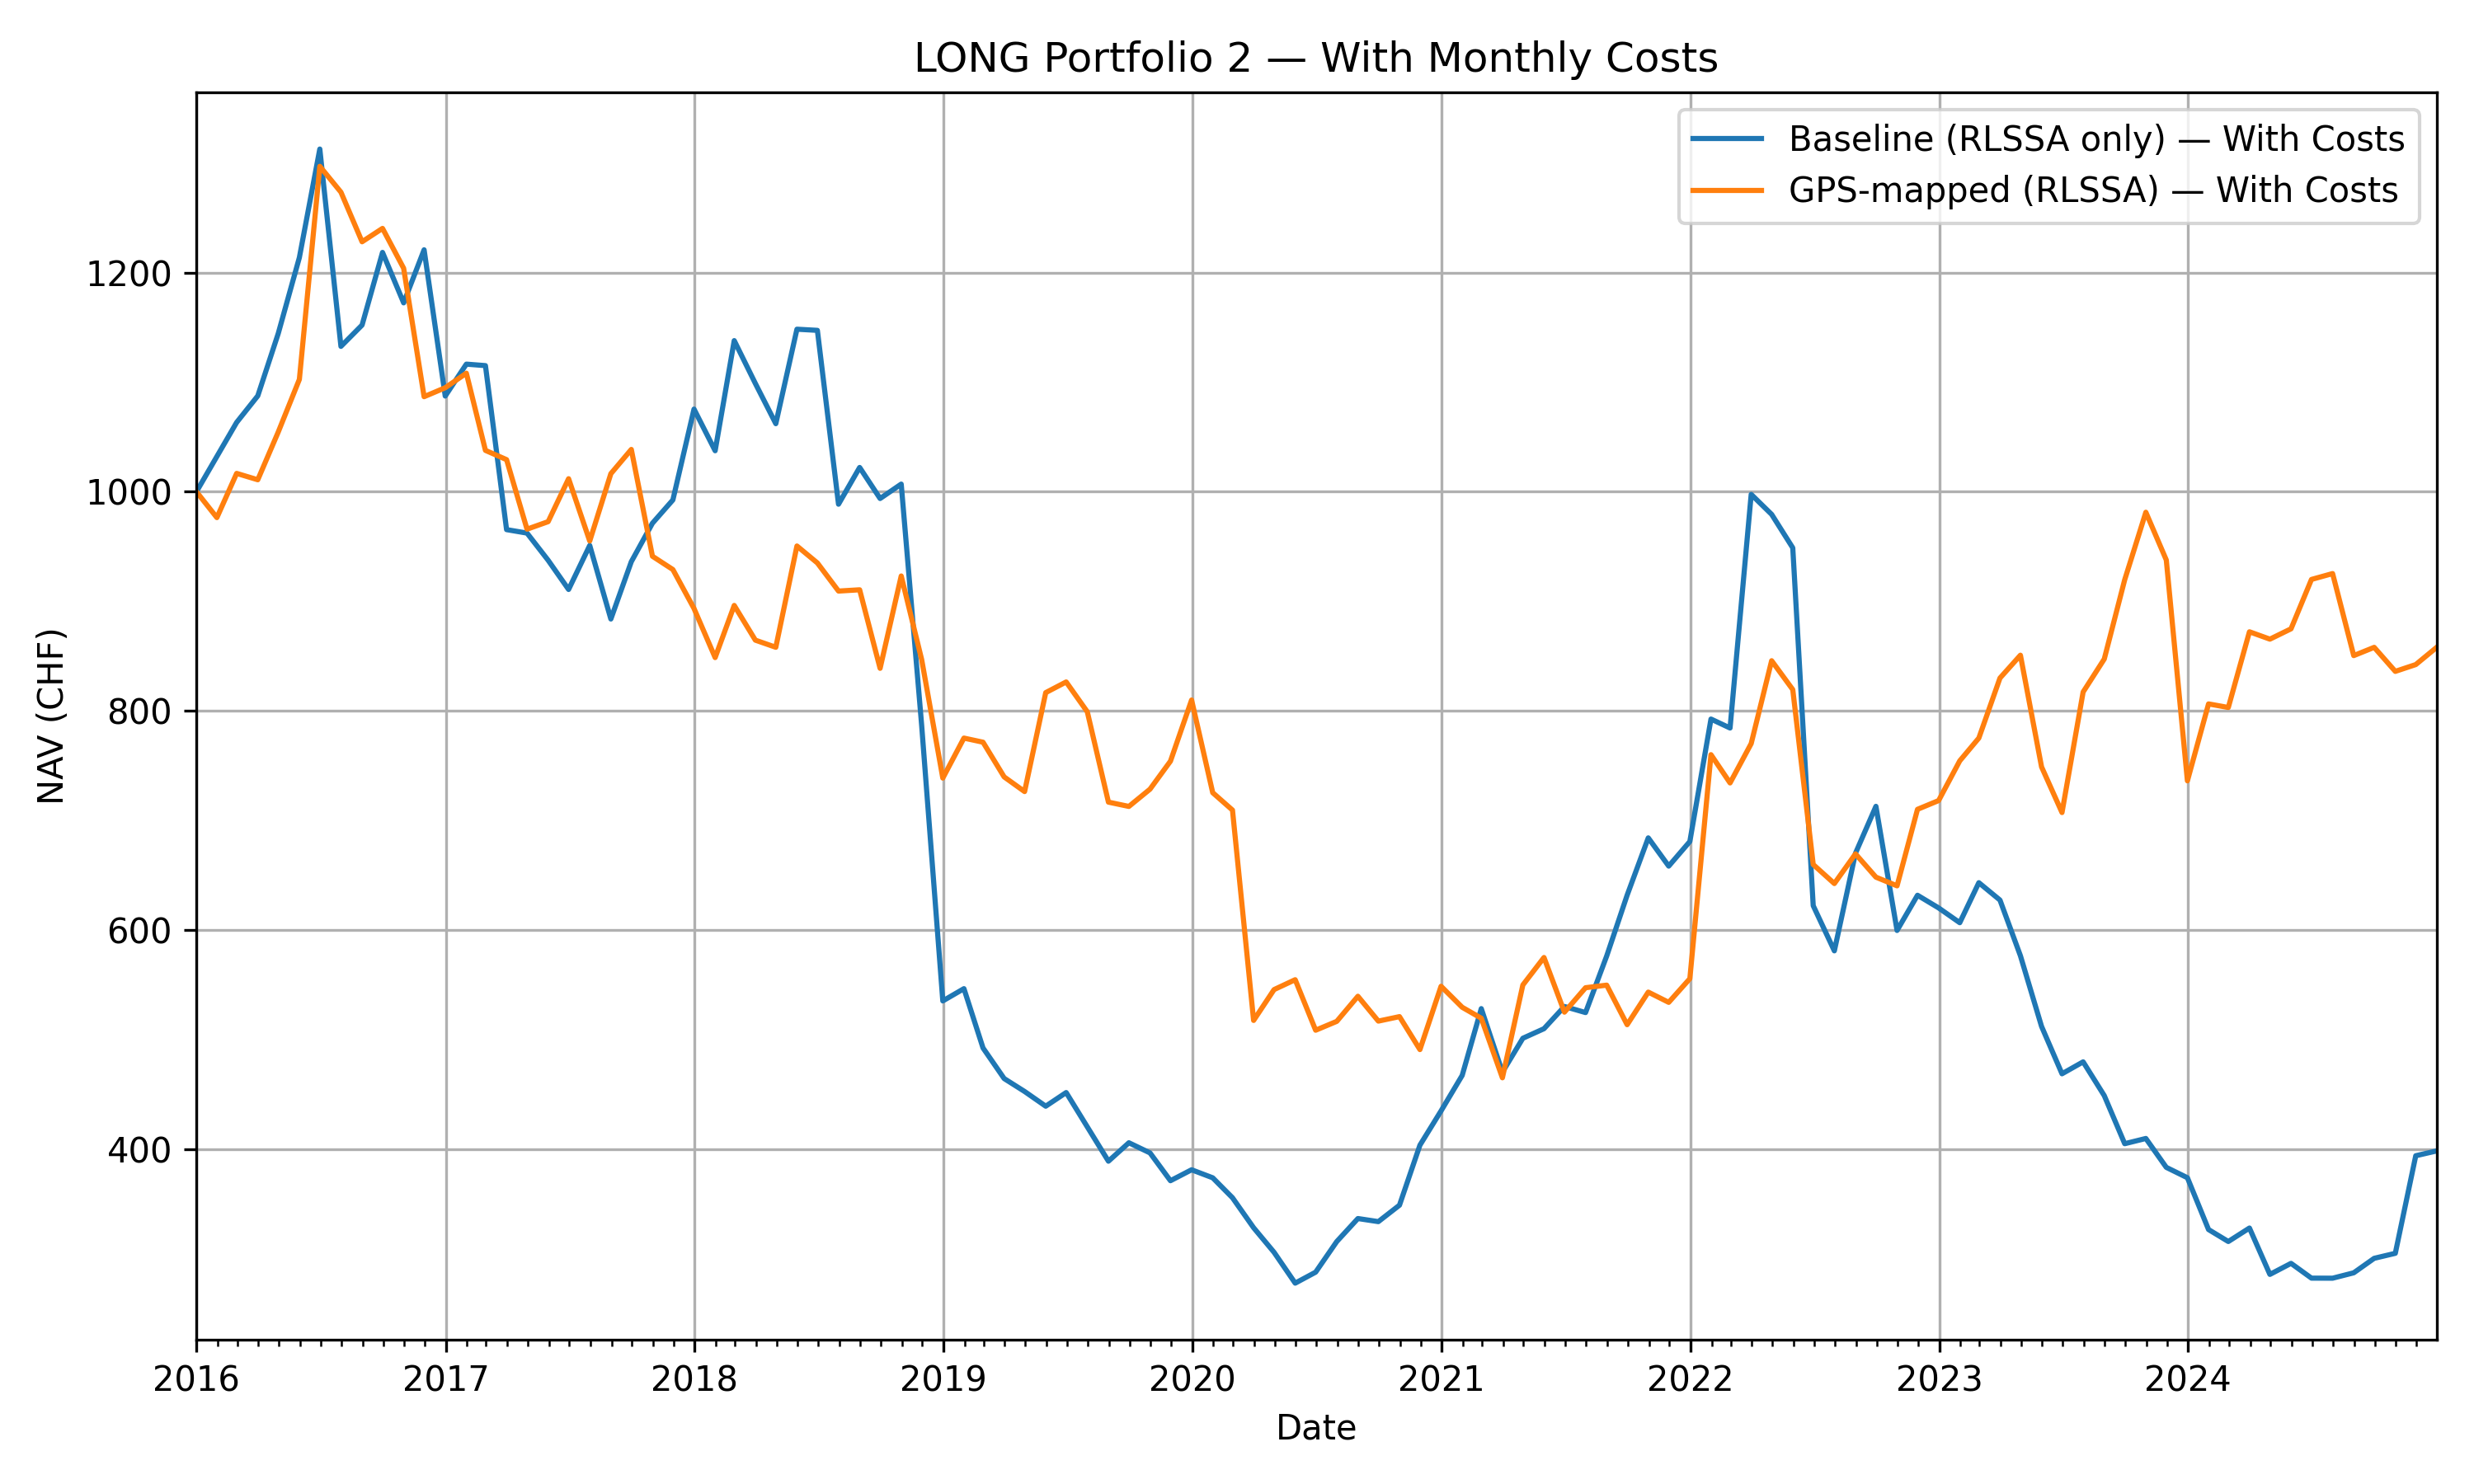 LONG Portfolio 2 — With Monthly Costs
Baseline (RLSSA only) — With Costs
GPS-mapped (RLSSA) — With Costs
1200
1000
800
600
400
NAV (CHF)
2016 2017 2018 2019 2020 2021 2022 2023 2024
Date